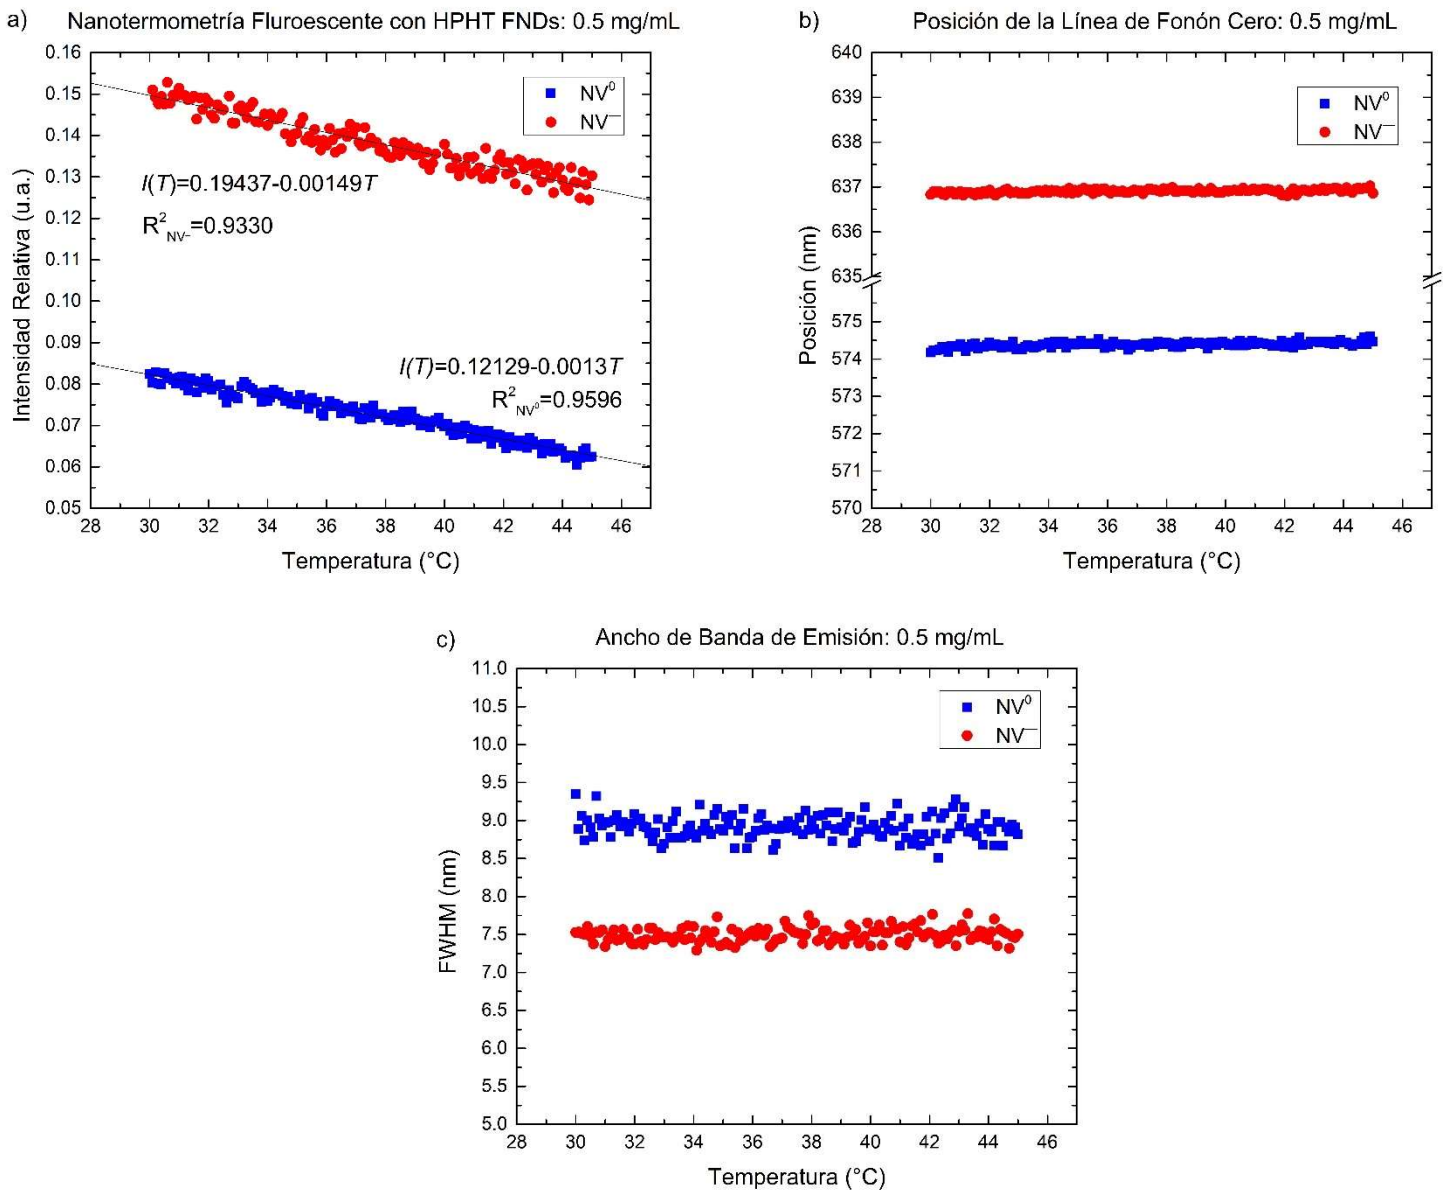 a) Nanotermometría Fluroescente con HPHT FNDs: 0.5 mg/mL
0.16
0.15
0.14
0.13
0.12
0.11
0.10
0.09
0.08
0.07
0.06
0.05
Intensidad Relativa (u.a.)
NV⁰
NV—
I(T)=0.19437-0.00149T
R²NV-=0.9330
I(T)=0.12129-0.0013T
R²NV⁰=0.9596
28 30 32 34 36 38 40 42 44 46
Temperatura (°C)
b) Posición de la Línea de Fonón Cero: 0.5 mg/mL
640
639
638
637
636
635
575
574
573
572
571
570
Posición (nm)
NV⁰
NV—
28 30 32 34 36 38 40 42 44 46
Temperatura (°C)
c) Ancho de Banda de Emisión: 0.5 mg/mL
11.0
10.5
10.0
9.5
9.0
8.5
8.0
7.5
7.0
6.5
6.0
5.5
5.0
FWHM (nm)
NV⁰
NV—
28 30 32 34 36 38 40 42 44 46
Temperatura (°C)